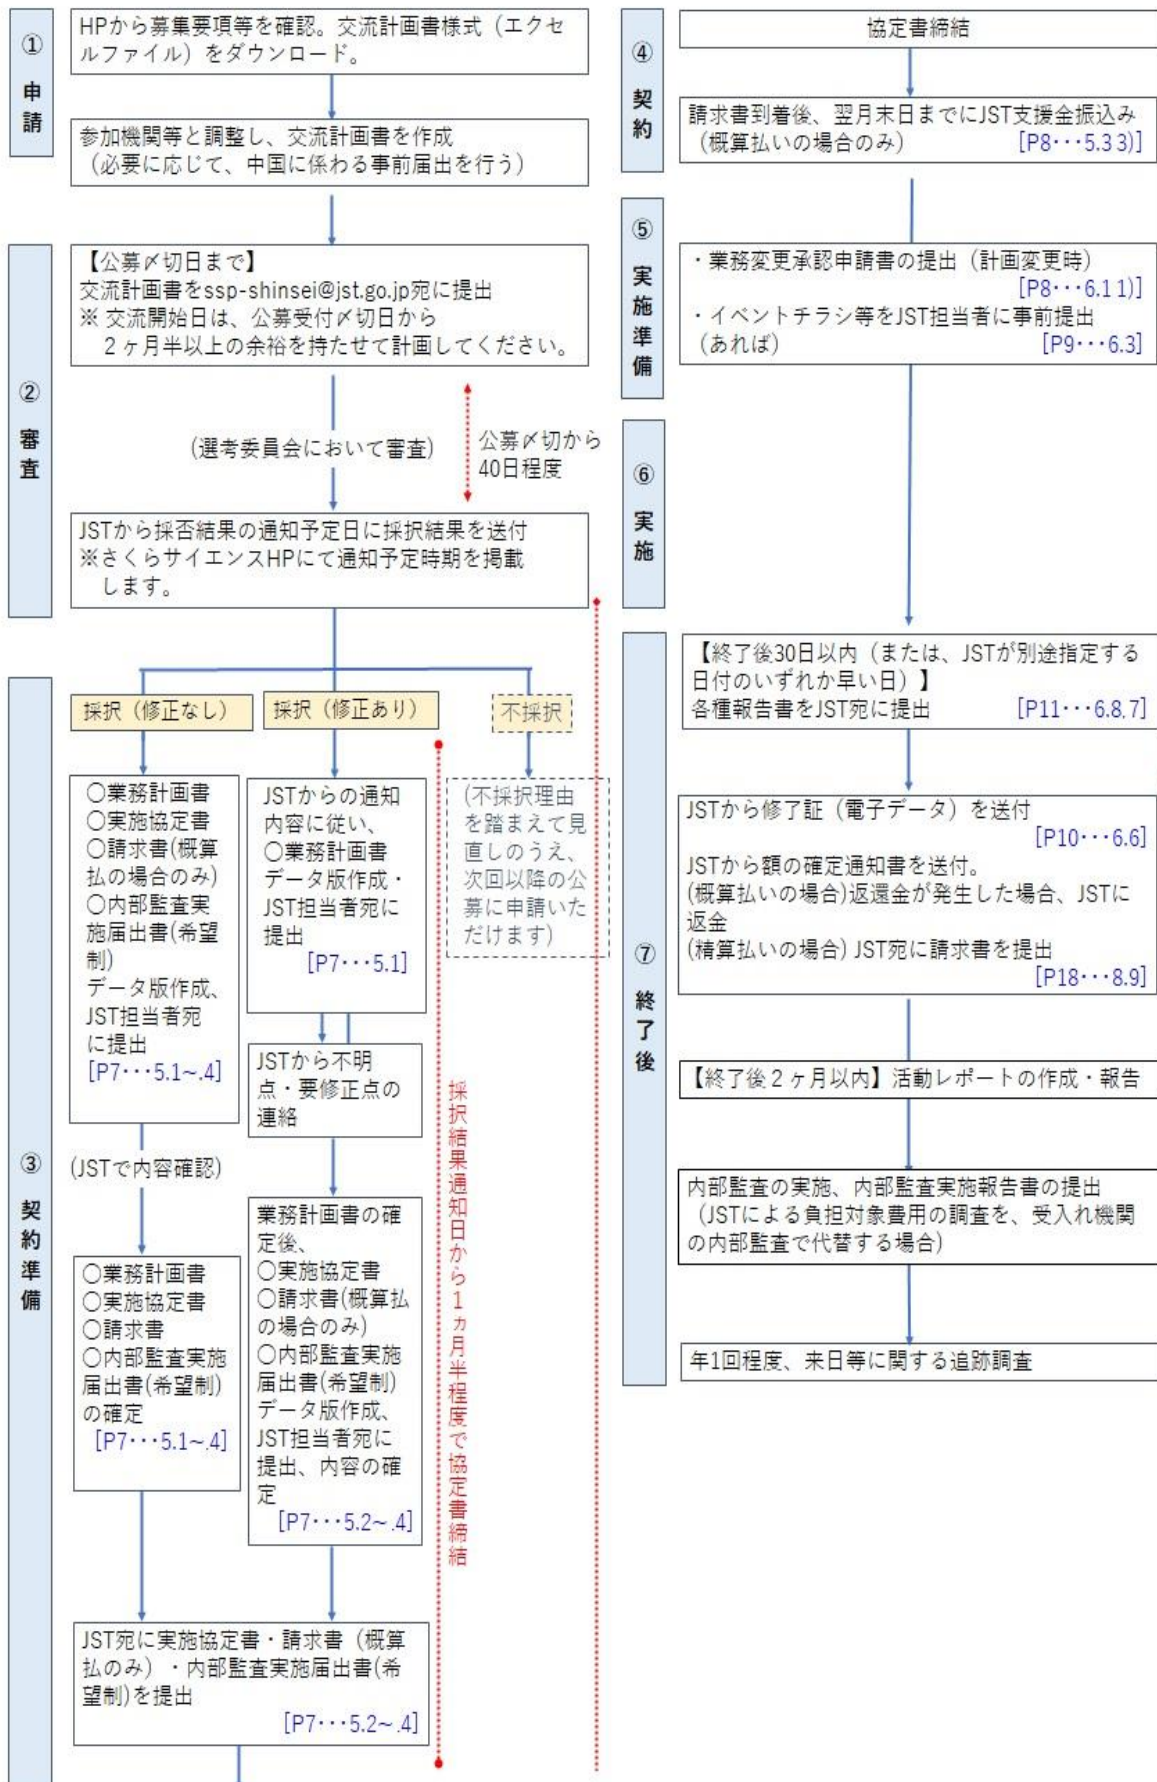 ①
申
請
HPから募集要項等を確認。交流計画書様式（エクセ
ルファイル）をダウンロード。
参加機関等と調整し、交流計画書を作成
（必要に応じて、中国に係わる事前届出を行う）
②
審
査
【公募〆切日まで】
交流計画書をssp-shinsei@jst.go.jp宛に提出
※ 交流開始日は、公募受付〆切日から
２ヶ月半以上の余裕を持たせて計画してください。
(選考委員会において審査)
公募〆切から
40日程度
JSTから採否結果の通知予定日に採択結果を送付
※さくらサイエンスHPにて通知予定時期を掲載
します。
③
契
約
準
備
採択（修正なし）
採択（修正あり）
不採択
〇業務計画書
〇実施協定書
〇請求書(概算
払の場合のみ)
〇内部監査実
施届出書(希望
制)
データ版作成、
JST担当者宛
に提出
[P7･･･5.1~.4]
(JSTで内容確認)
〇業務計画書
〇実施協定書
〇請求書
〇内部監査実施
届出書(希望制)
の確定
[P7･･･5.1~.4]
JSTからの通知
内容に従い、
〇業務計画書
データ版作成・
JST担当者宛に
提出
[P7･･･5.1]
JSTから不明
点・要修正点の
連絡
業務計画書の確
定後、
〇実施協定書
〇請求書(概算払
の場合のみ)
〇内部監査実施
届出書(希望制)
データ版作成、
JST担当者宛に
提出、内容の確
定
[P7･･･5.2~.4]
(不採択理由
を踏まえて見
直しのうえ、
次回以降の公
募に申請いた
だけます)
採択結果通知日から１ヵ月半程度で協定書締結
JST宛に実施協定書・請求書（概算
払のみ）・内部監査実施届出書(希
望制)を提出
[P7･･･5.2~.4]
④
契
約
協定書締結
請求書到着後、翌月末日までにJST支援金振込み
（概算払いの場合のみ） [P8･･･5.3 3)]
⑤
実
施
準
備
・業務変更承認申請書の提出（計画変更時）
[P8･･･6.1 1)]
・イベントチラシ等をJST担当者に事前提出
（あれば） [P9･･･6.3]
⑥
実
施
⑦
終
了
後
【終了後30日以内（または、JSTが別途指定する
日付のいずれか早い日）】
各種報告書をJST宛に提出 [P11･･･6.8,7]
JSTから修了証（電子データ）を送付
[P10･･･6.6]
JSTから額の確定通知書を送付。
(概算払いの場合)返還金が発生した場合、JSTに
返金
(精算払いの場合) JST宛に請求書を提出
[P18･･･8.9]
【終了後２ヶ月以内】活動レポートの作成・報告
内部監査の実施、内部監査実施報告書の提出
（JSTによる負担対象費用の調査を、受入れ機関
の内部監査で代替する場合）
年1回程度、来日等に関する追跡調査